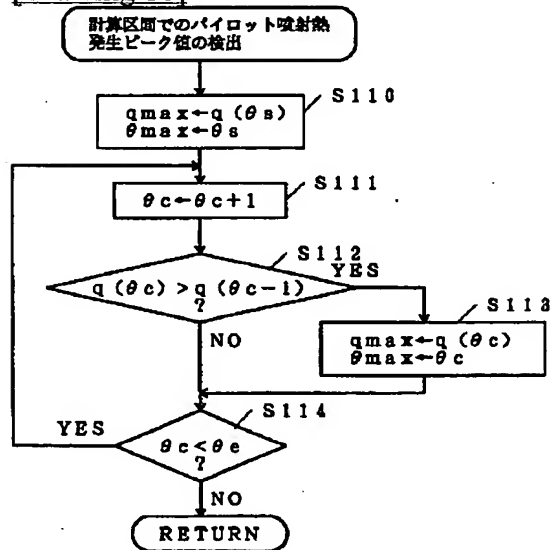 計算区間でのパイロット噴射熱
発生ピーク値の検出
S110
qmax←q(θs)
θmax←θs
S111
θc←θc+1
S112
YES
q(θc)>q(θc-1)
?
S113
qmax←q(θc)
θmax←θc
NO
S114
YES
θc<θe
?
NO
RETURN